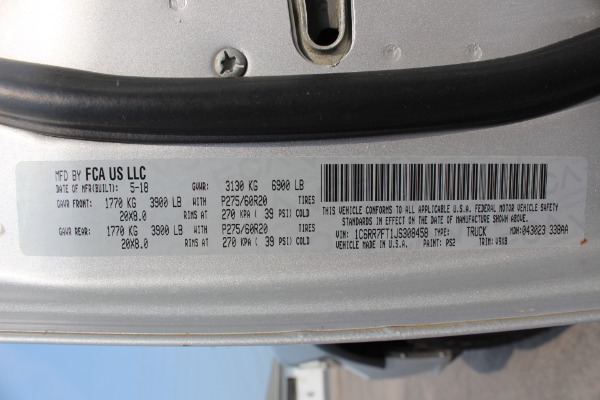 MFD BY FCA US LLC
DATE OF MFR(BUILT): 5-18 GVWR: 3130 KG 6900 LB
GAWR FRONT: 1770 KG 3900 LB WITH P275/60R20 TIRES
20X8.0 RIMS AT 270 KPA ( 39 PSI) COLD
GAWR REAR: 1770 KG 3900 LB WITH P275/60R20 TIRES
20X8.0 RIMS AT 270 KPA ( 39 PSI) COLD
THIS VEHICLE CONFORMS TO ALL APPLICABLE U.S.A. FEDERAL MOTOR VEHICLE SAFETY
STANDARDS IN EFFECT ON THE DATE OF MANUFACTURE SHOWN ABOVE.
VIN: 1C6RR7FT1JS308458 TYPE: TRUCK MDH: 043023 338AA
MADE IN U.S.A. PAINT: PS2 TRIM: V9X8